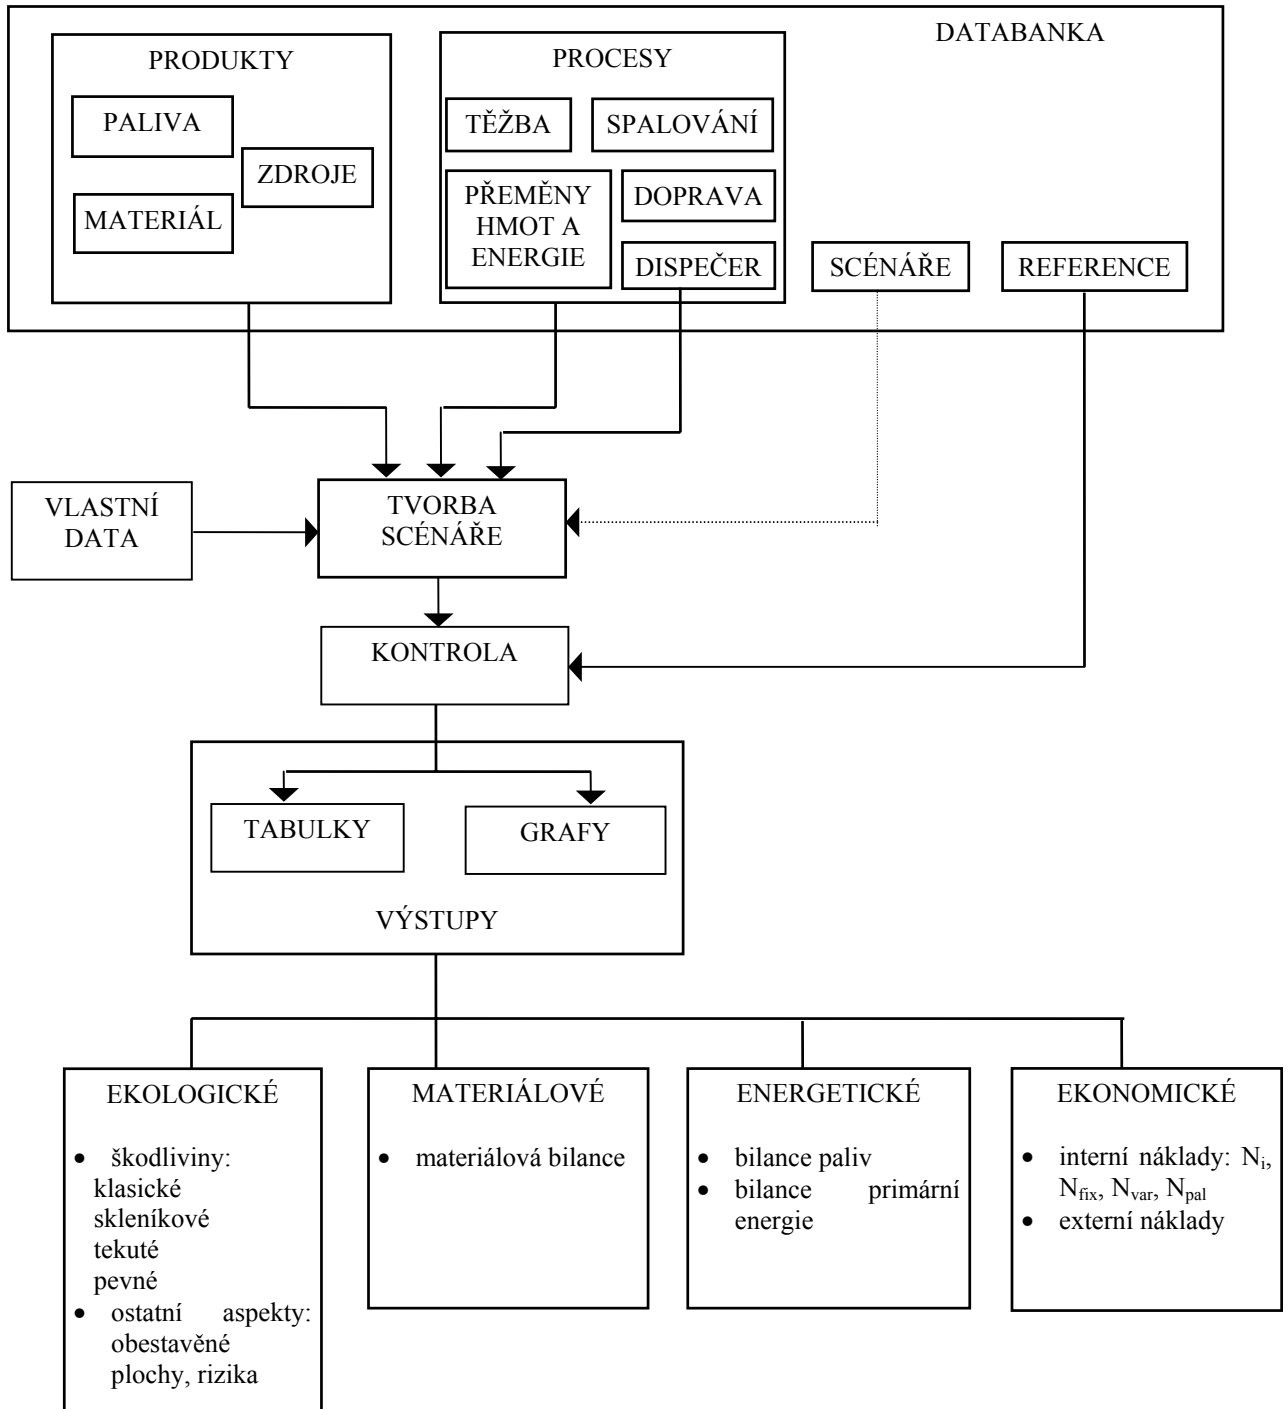 DATABANKA
PRODUKTY
PALIVA
ZDROJE
MATERIÁL
PROCESY
TĚŽBA
SPALOVÁNÍ
PŘEMĚNY
HMOT A
ENERGIE
DOPRAVA
DISPEČER
SCÉNÁŘE
REFERENCE
VLASTNÍ
DATA
TVORBA
SCÉNÁŘE
KONTROLA
TABULKY
GRAFY
VÝSTUPY
EKOLOGICKÉ
• škodliviny:
klasické
skleníkové
tekuté
pevné
• ostatní aspekty:
obestavěné
plochy, rizika
MATERIÁLOVÉ
• materiálová bilance
ENERGETICKÉ
• bilance paliv
• bilance primární
energie
EKONOMICKÉ
• interní náklady: Ni,
Nfix, Nvar, Npal
• externí náklady